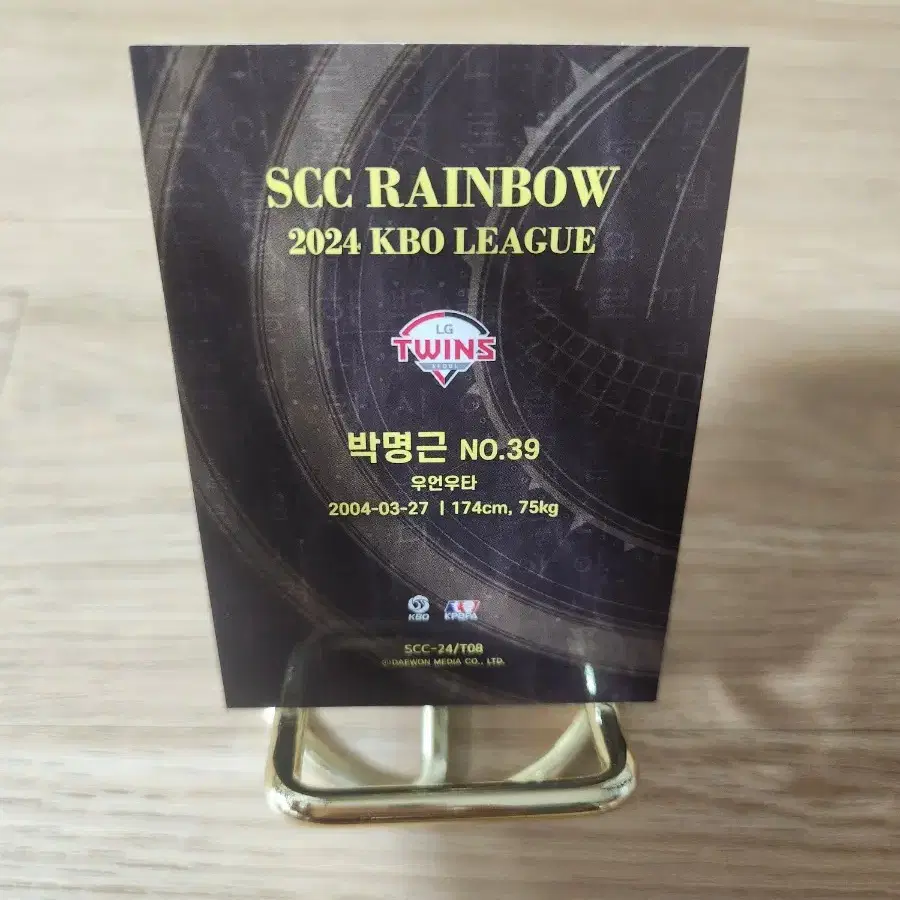 SCC RAINBOW
2024 KBO LEAGUE
LG
TWINS
SEOUL
박명근 NO.39
우언우타
2004-03-27 | 174cm, 75kg
KBO KPBPA
SCC-24/T08
©DAEWON MEDIA CO., LTD.